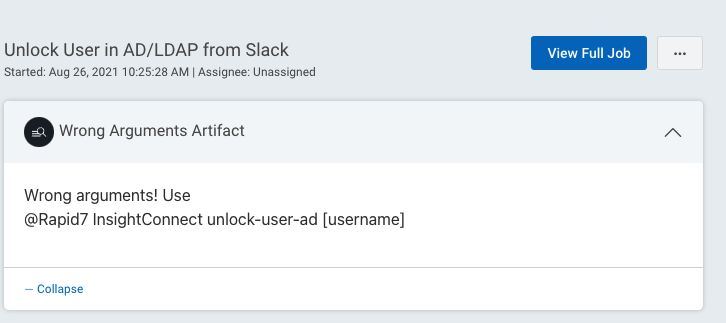 Unlock User in AD/LDAP from Slack
Started: Aug 26, 2021 10:25:28 AM | Assignee: Unassigned
View Full Job
...
Wrong Arguments Artifact
Wrong arguments! Use
@Rapid7 InsightConnect unlock-user-ad [username]
— Collapse